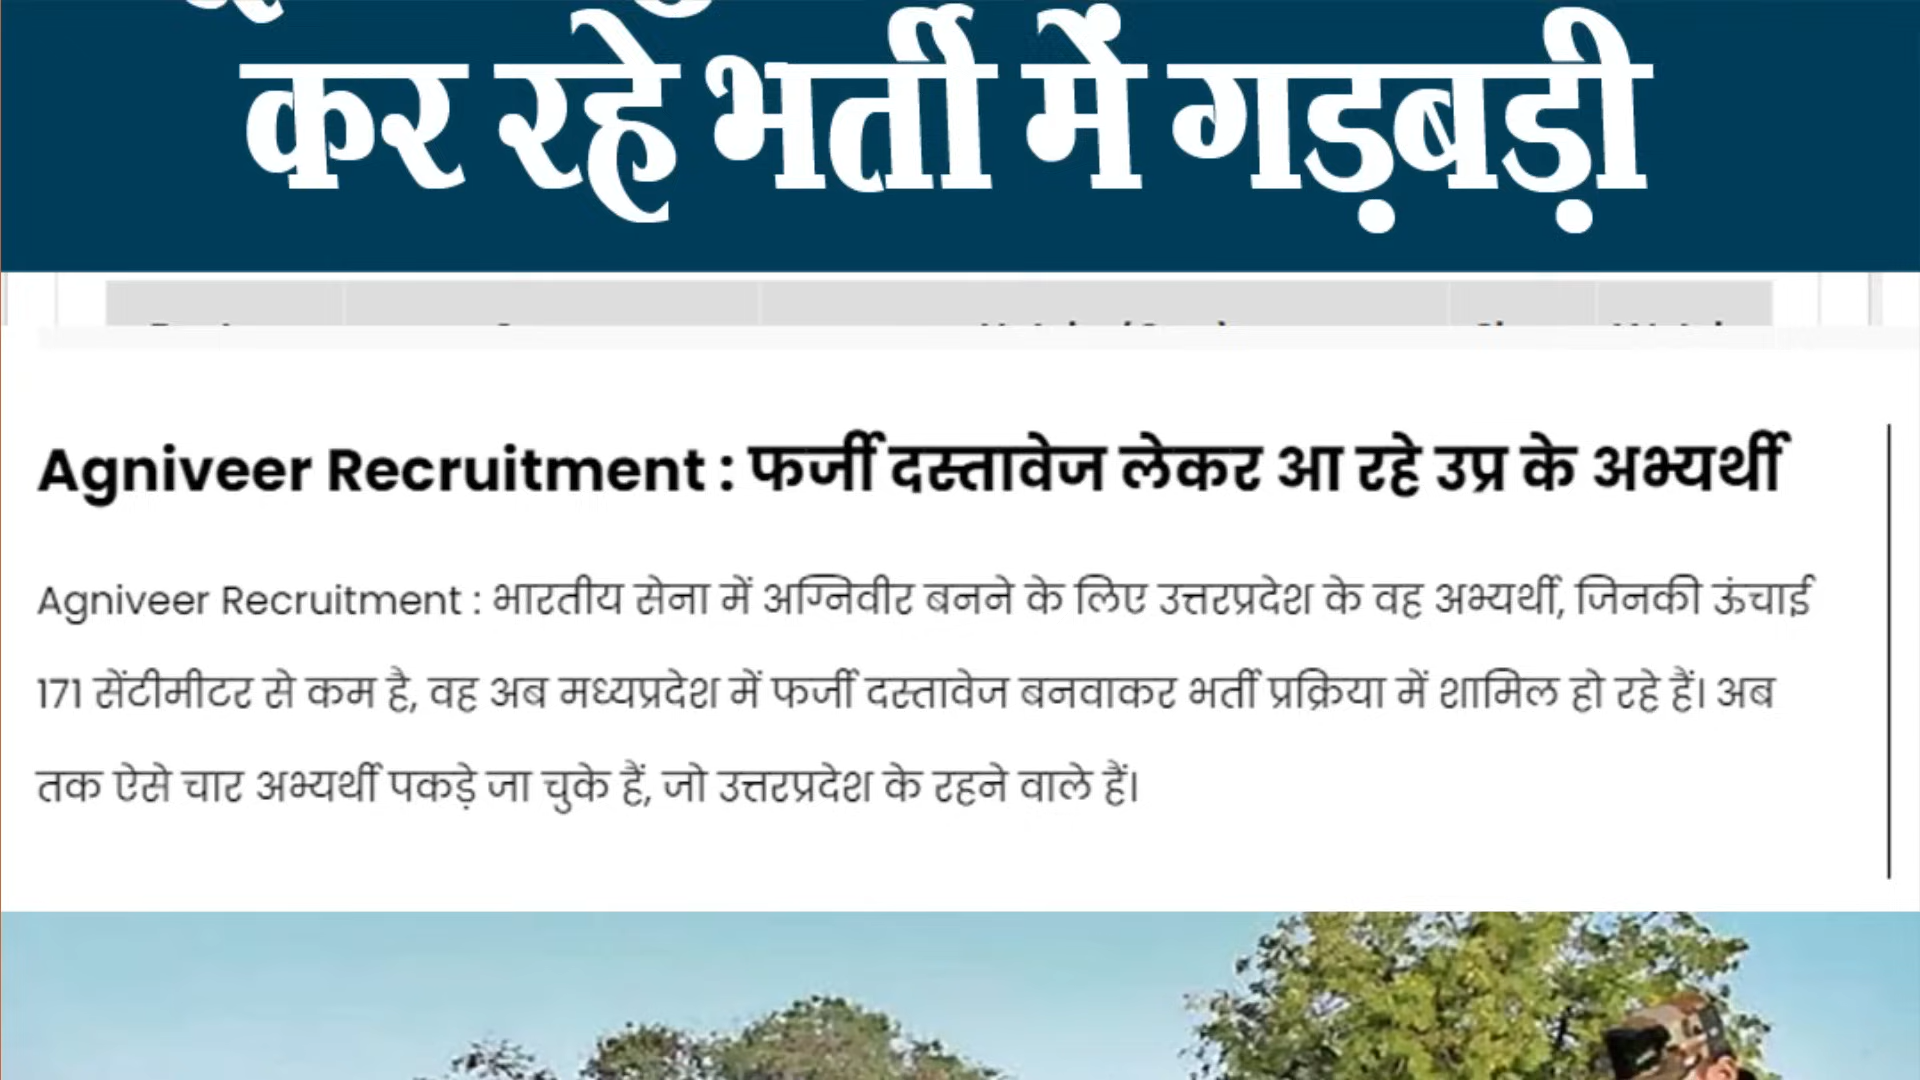 कर रहे भर्ती में गड़बड़ी
Agniveer Recruitment : फर्जी दस्तावेज लेकर आ रहे उप्र के अभ्यर्थी
Agniveer Recruitment : भारतीय सेना में अग्निवीर बनने के लिए उत्तरप्रदेश के वह अभ्यर्थी, जिनकी ऊंचाई
171 सेंटीमीटर से कम है, वह अब मध्यप्रदेश में फर्जी दस्तावेज बनवाकर भर्ती प्रक्रिया में शामिल हो रहे हैं। अब
तक ऐसे चार अभ्यर्थी पकड़े जा चुके हैं, जो उत्तरप्रदेश के रहने वाले हैं।